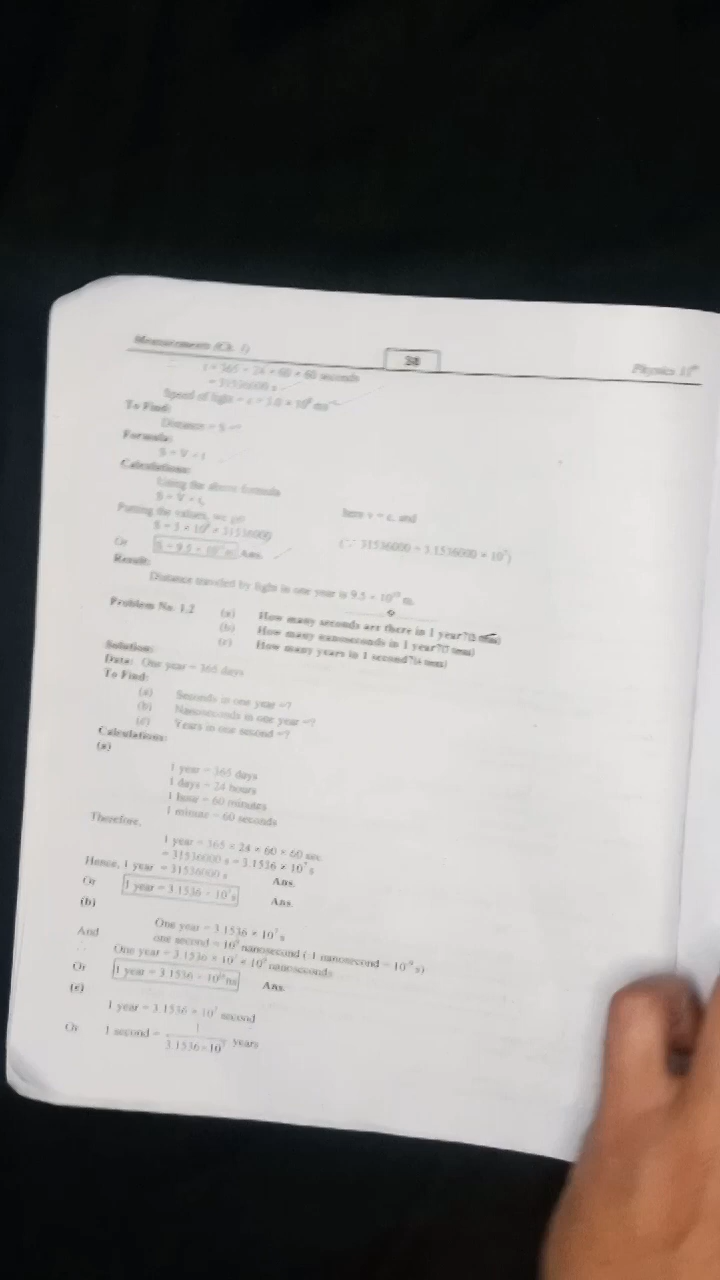 Measurements (Ch. 1) 38 Physics 11th
t = 365 × 24 × 60 × 60 seconds
= 31536000 s
Speed of light = c = 3.0 × 10⁸ ms⁻¹
To Find:
Distance = S = ?
Formula:
S = V × t
Calculations:
Using the above formula
S = V × t, here v = c, and
Putting the values, we get
S = 3 × 10⁸ × 31536000 (∵ 31536000 = 3.1536000 × 10⁷)
Or S = 9.5 × 10¹⁵ m Ans.
Result:
Distance traveled by light in one year is 9.5 × 10¹⁵ m.
Problem No. 1.2 (a) How many seconds are there in 1 year?
(b) How many nanoseconds in 1 year?
(c) How many years in 1 second?
Solution:
Data: One year = 365 days
To Find:
(a) Seconds in one year = ?
(b) Nanoseconds in one year = ?
(c) Years in one second = ?
Calculations:
(a)
1 year = 365 days
1 days = 24 hours
1 hour = 60 minutes
1 minute = 60 seconds
Therefore,
1 year = 365 × 24 × 60 × 60 sec
= 31536000 s = 3.1536 × 10⁷ s
Hence, 1 year = 31536000 s Ans.
Or 1 year = 3.1536 × 10⁷ s Ans.
(b)
One year = 3.1536 × 10⁷ s
And one second = 10⁹ nanosecond (1 nanosecond = 10⁻⁹ s)
∴ One year = 3.1536 × 10⁷ × 10⁹ nanoseconds
Or 1 year = 3.1536 × 10¹⁶ ns Ans.
(c)
1 year = 3.1536 × 10⁷ second
Or 1 second = 1 / 3.1536 × 10⁷ years